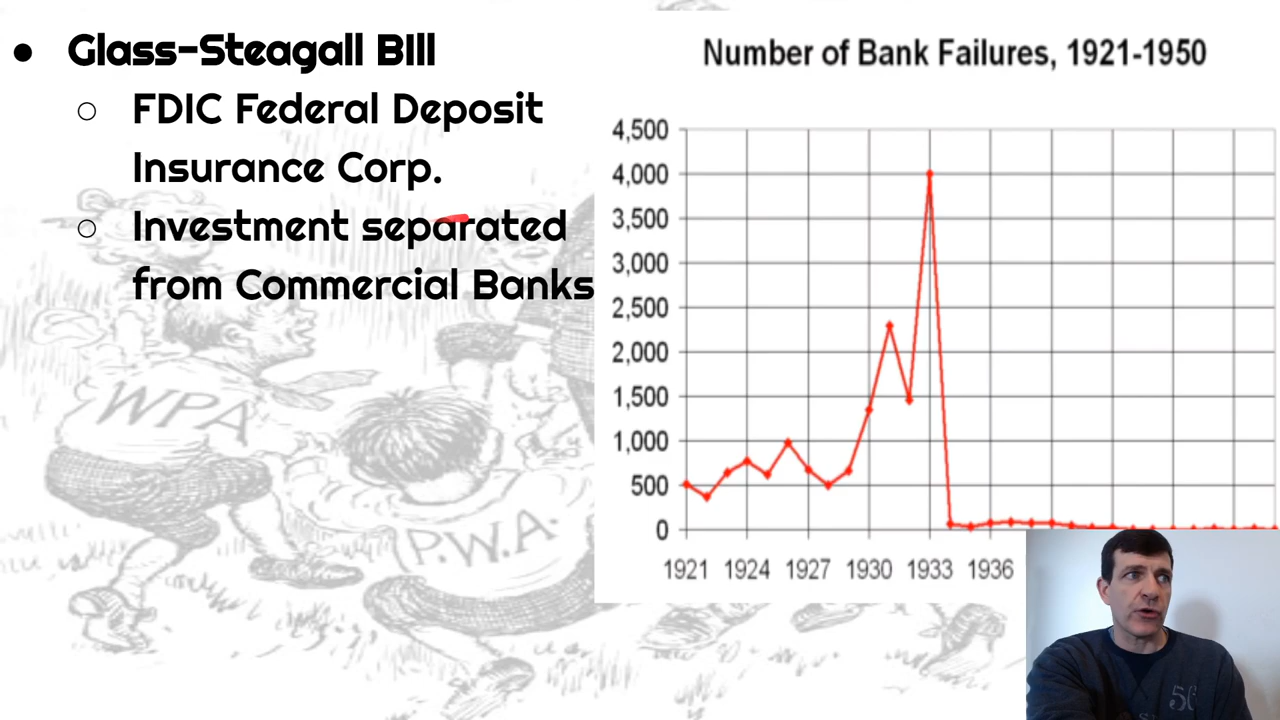 Glass-Steagall BIll
FDIC Federal Deposit
Insurance Corp.
Investment separated
from Commercial Banks
Number of Bank Failures, 1921-1950
4,500
4,000
3,500
3,000
2,500
2,000
1,500
1,000
500
0
1921 1924 1927 1930 1933 1936
WPA
P.W.A.